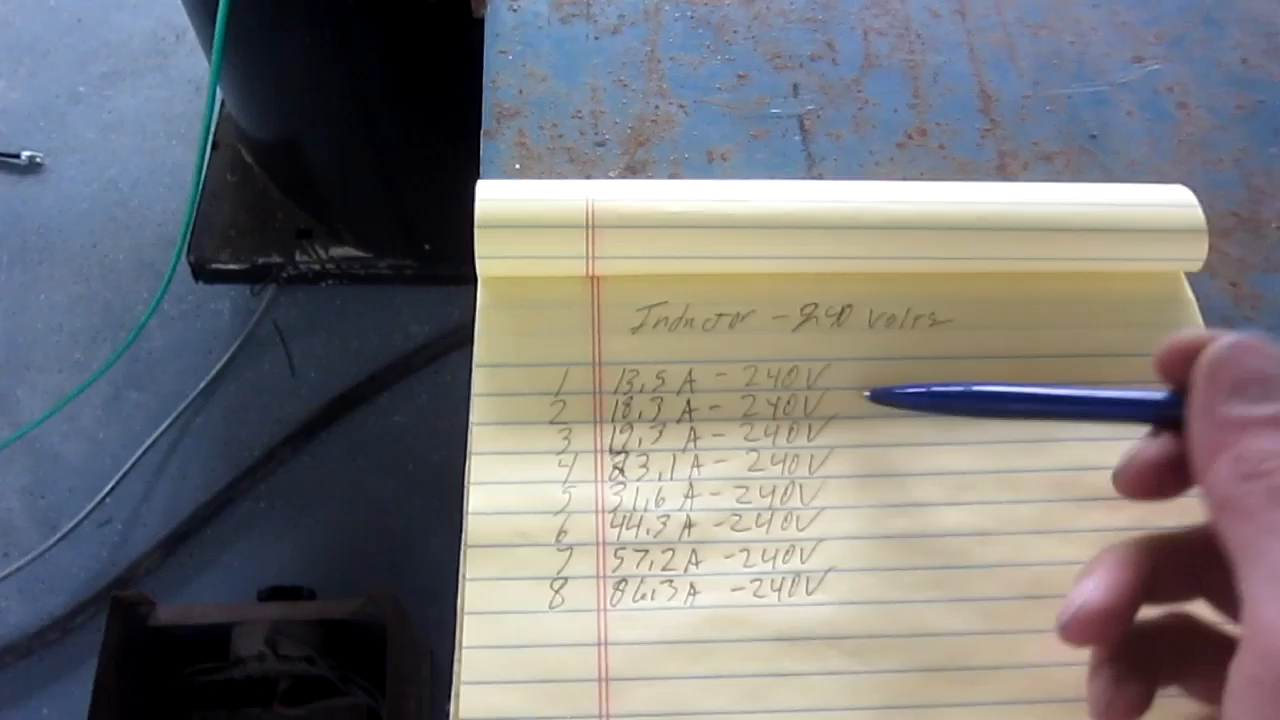 Inductor - 240 volts
1 13.5 A - 240V
2 18.3 A - 240V
3 19.3 A - 240V
4 23.1 A - 240V
5 31.6 A - 240V
6 44.3 A - 240V
7 57.2 A - 240V
8 86.3 A - 240V